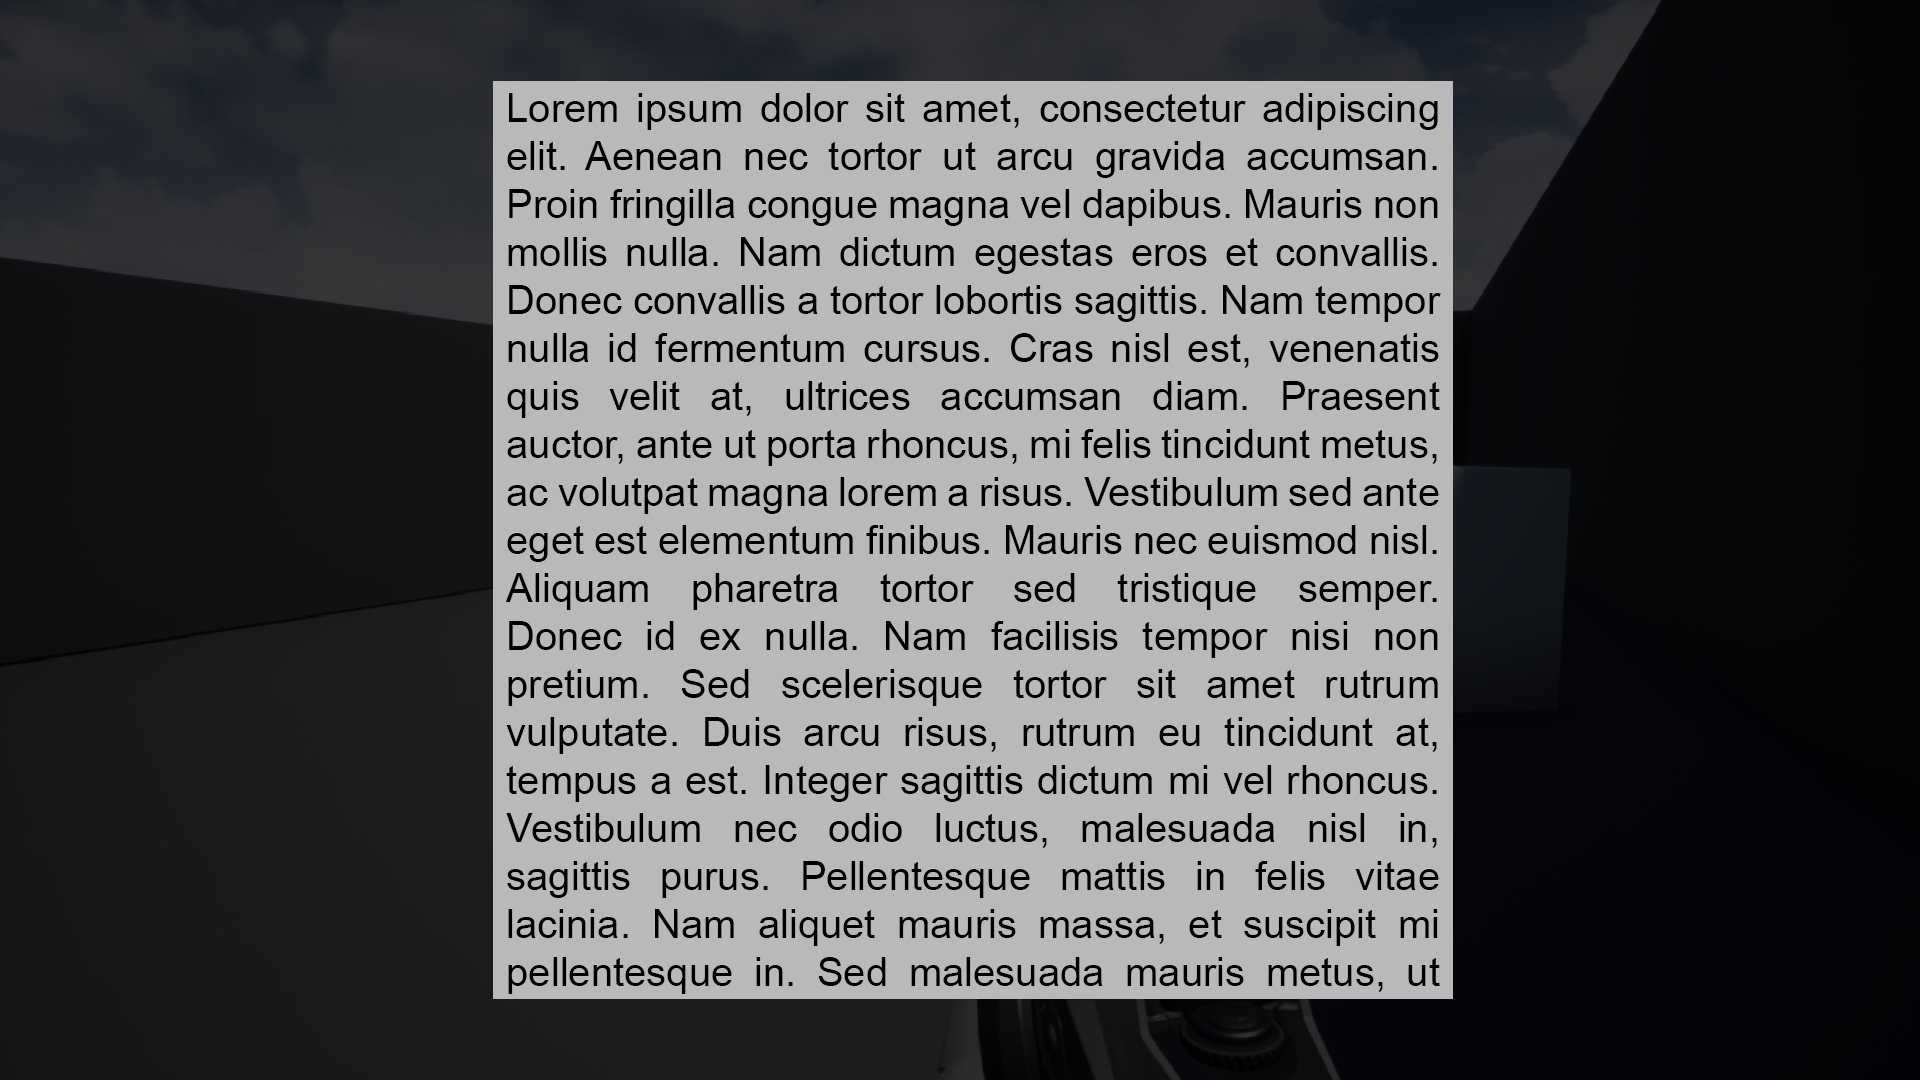 Lorem ipsum dolor sit amet, consectetur adipiscing
elit. Aenean nec tortor ut arcu gravida accumsan.
Proin fringilla congue magna vel dapibus. Mauris non
mollis nulla. Nam dictum egestas eros et convallis.
Donec convallis a tortor lobortis sagittis. Nam tempor
nulla id fermentum cursus. Cras nisl est, venenatis
quis velit at, ultrices accumsan diam. Praesent
auctor, ante ut porta rhoncus, mi felis tincidunt metus,
ac volutpat magna lorem a risus. Vestibulum sed ante
eget est elementum finibus. Mauris nec euismod nisl.
Aliquam pharetra tortor sed tristique semper.
Donec id ex nulla. Nam facilisis tempor nisi non
pretium. Sed scelerisque tortor sit amet rutrum
vulputate. Duis arcu risus, rutrum eu tincidunt at,
tempus a est. Integer sagittis dictum mi vel rhoncus.
Vestibulum nec odio luctus, malesuada nisl in,
sagittis purus. Pellentesque mattis in felis vitae
lacinia. Nam aliquet mauris massa, et suscipit mi
pellentesque in. Sed malesuada mauris metus, ut